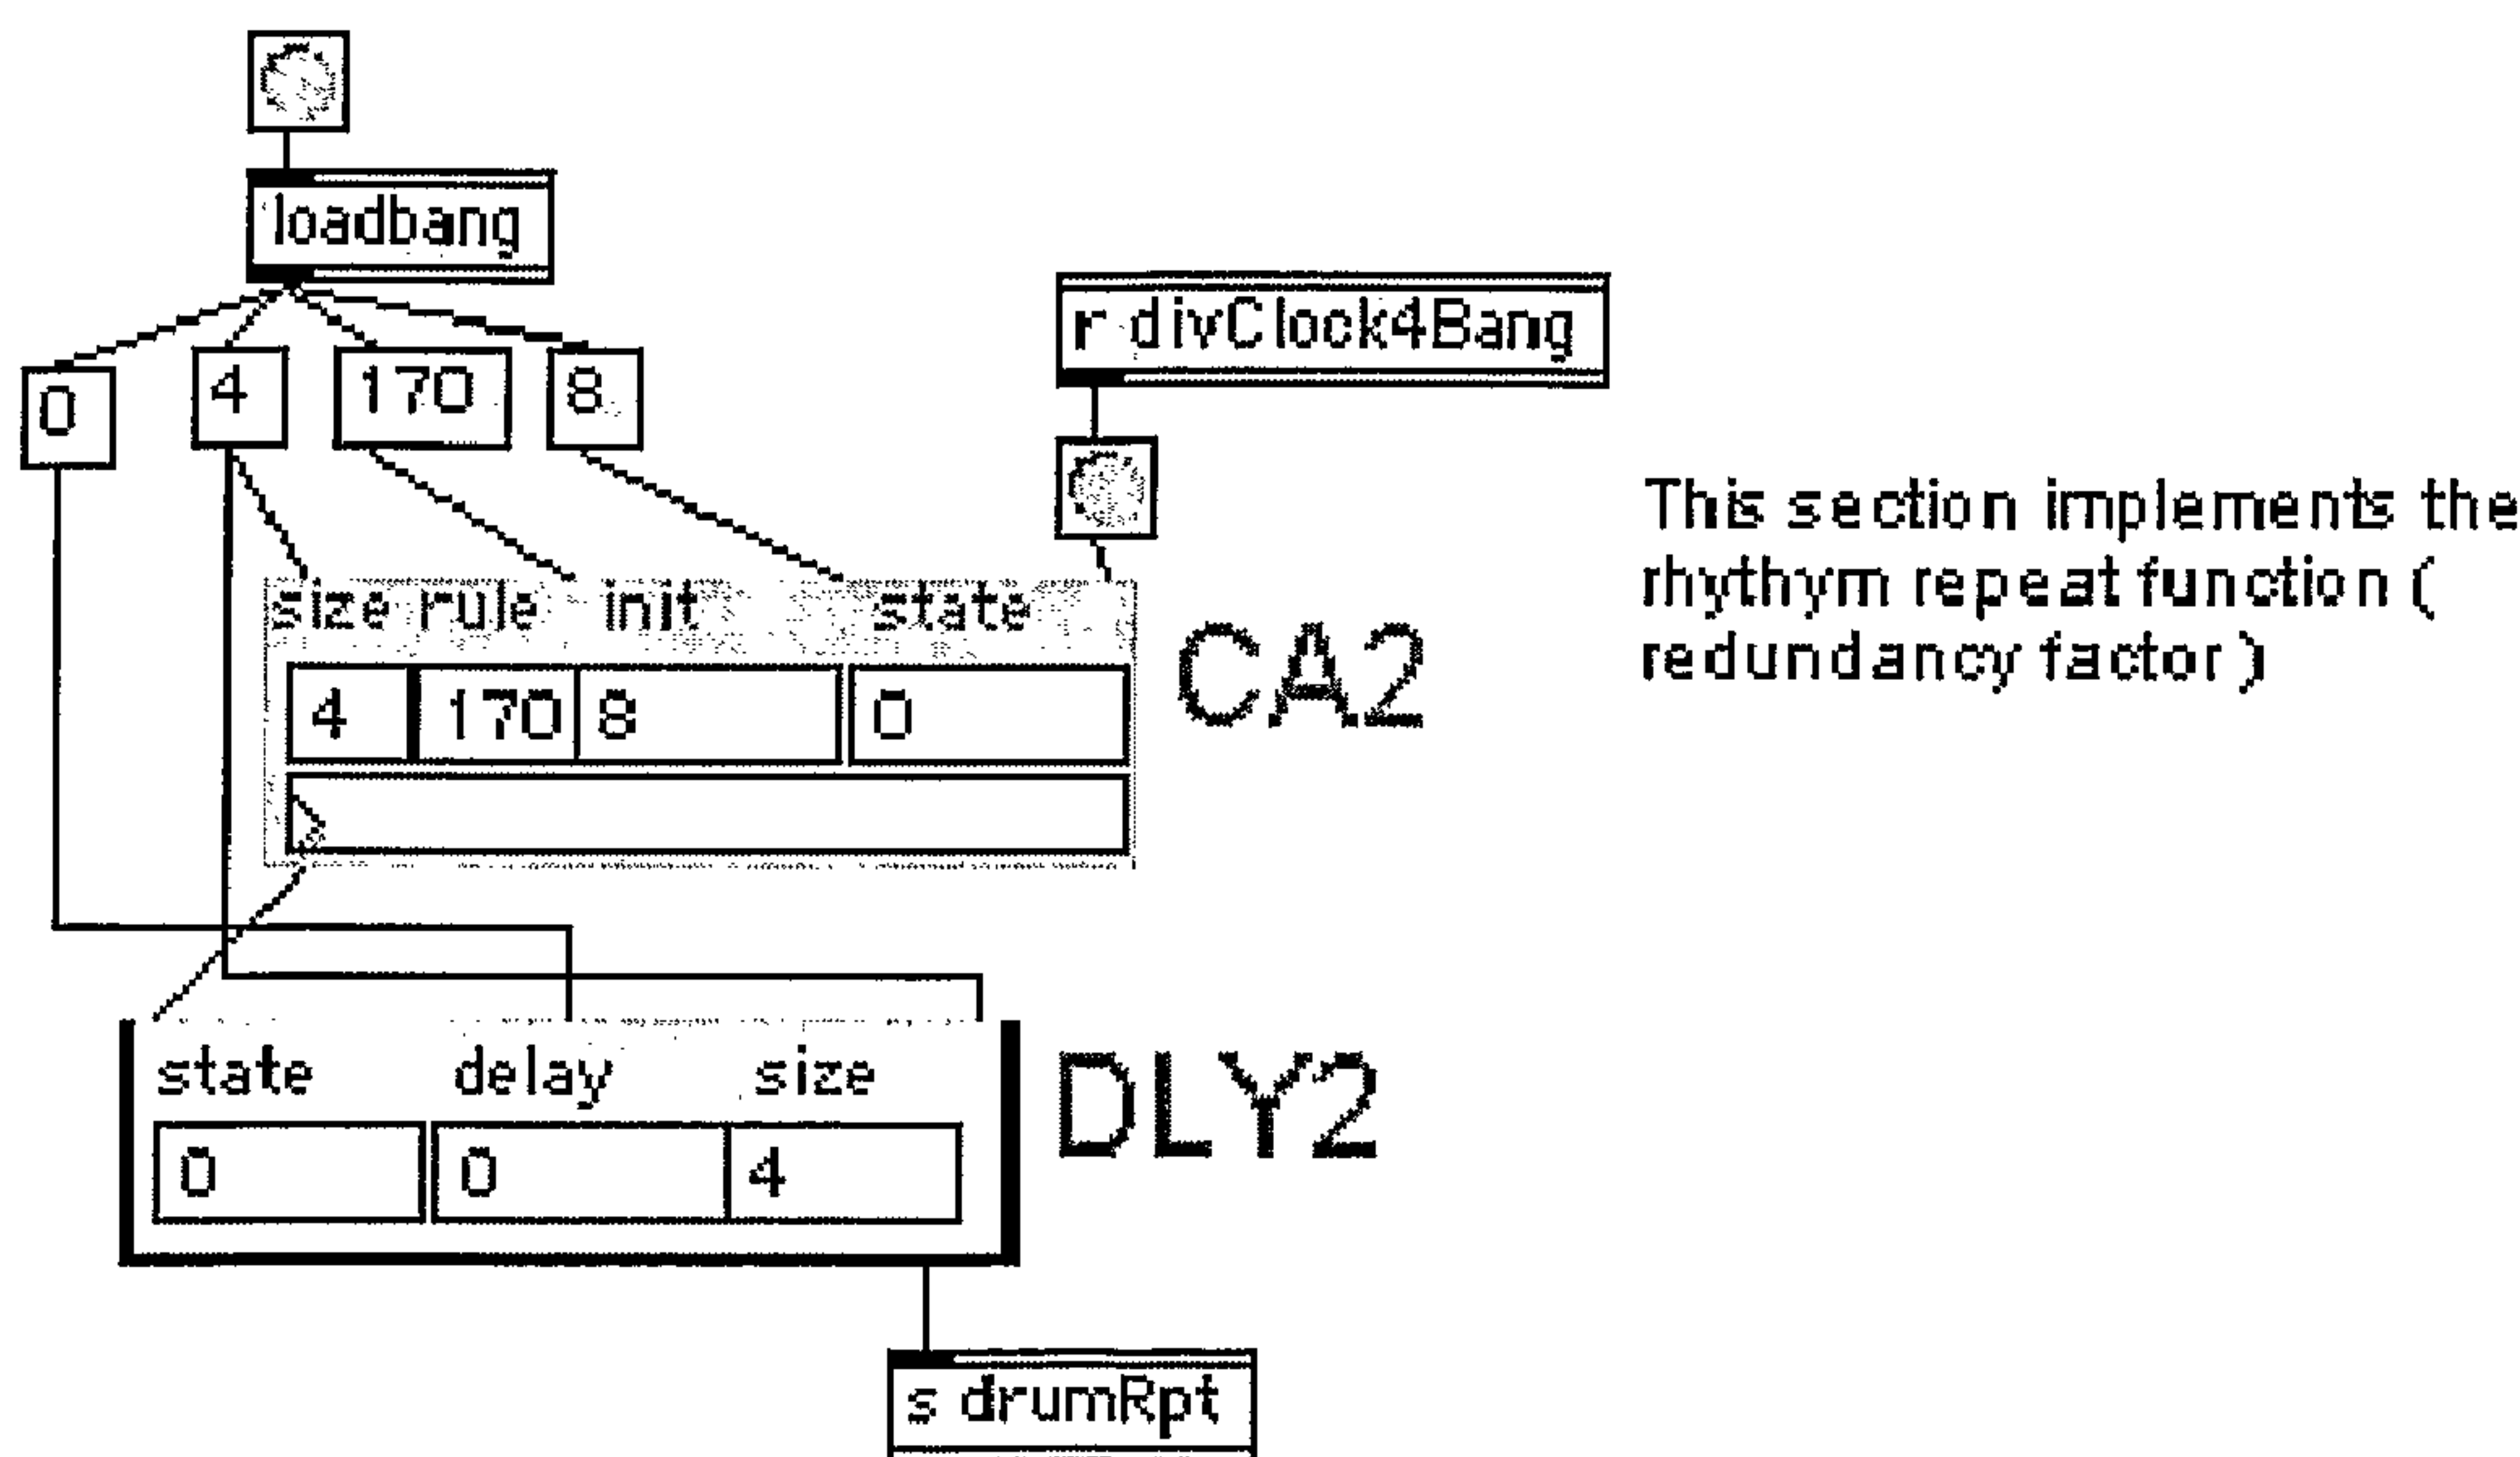 loadbang
r divClock4Bang
0 4 170 8
This section implements the
rhythym repeat function (
redundancy factor)
size rule init state
4 170 8 0
CA2
state delay size
0 0 4
DLY2
s drumRpt